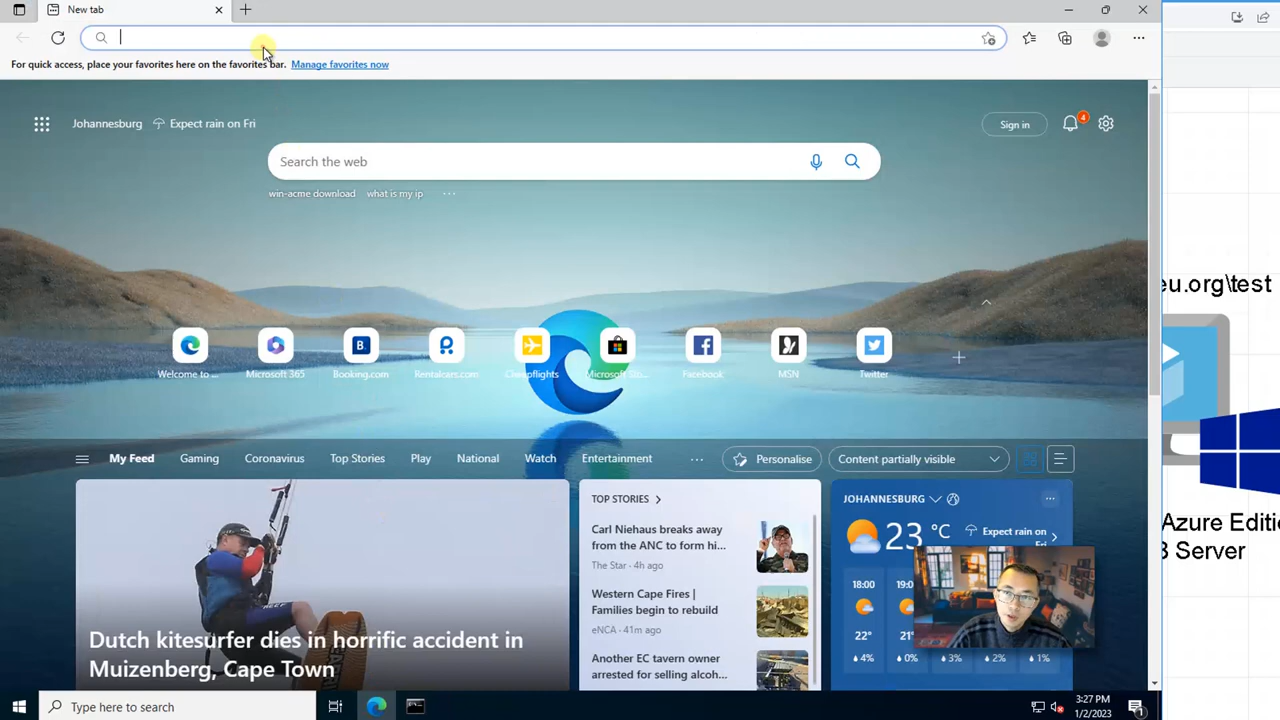 New tab
For quick access, place your favorites here on the favorites bar. Manage favorites now
Johannesburg Expect rain on Fri
Sign in
4
Search the web
win-acme download what is my ip ...
eu.org\test
Welcome to ... Microsoft 365 Booking.com Rentalcars.com Cheapflights Microsoft Sto... Facebook MSN Twitter
My Feed Gaming Coronavirus Top Stories Play National Watch Entertainment ... Personalise Content partially visible
TOP STORIES
Carl Niehaus breaks away
from the ANC to form hi...
The Star · 4h ago
Western Cape Fires |
Families begin to rebuild
eNCA · 41m ago
Another EC tavern owner
arrested for selling alcoh...
JOHANNESBURG
23 °C Expect rain on
Fri
18:00 19:0
22° 21°
4% 0% 3% 2% 1%
Azure Editi
3 Server
Dutch kitesurfer dies in horrific accident in
Muizenberg, Cape Town
Type here to search
3:27 PM
1/2/2023
1